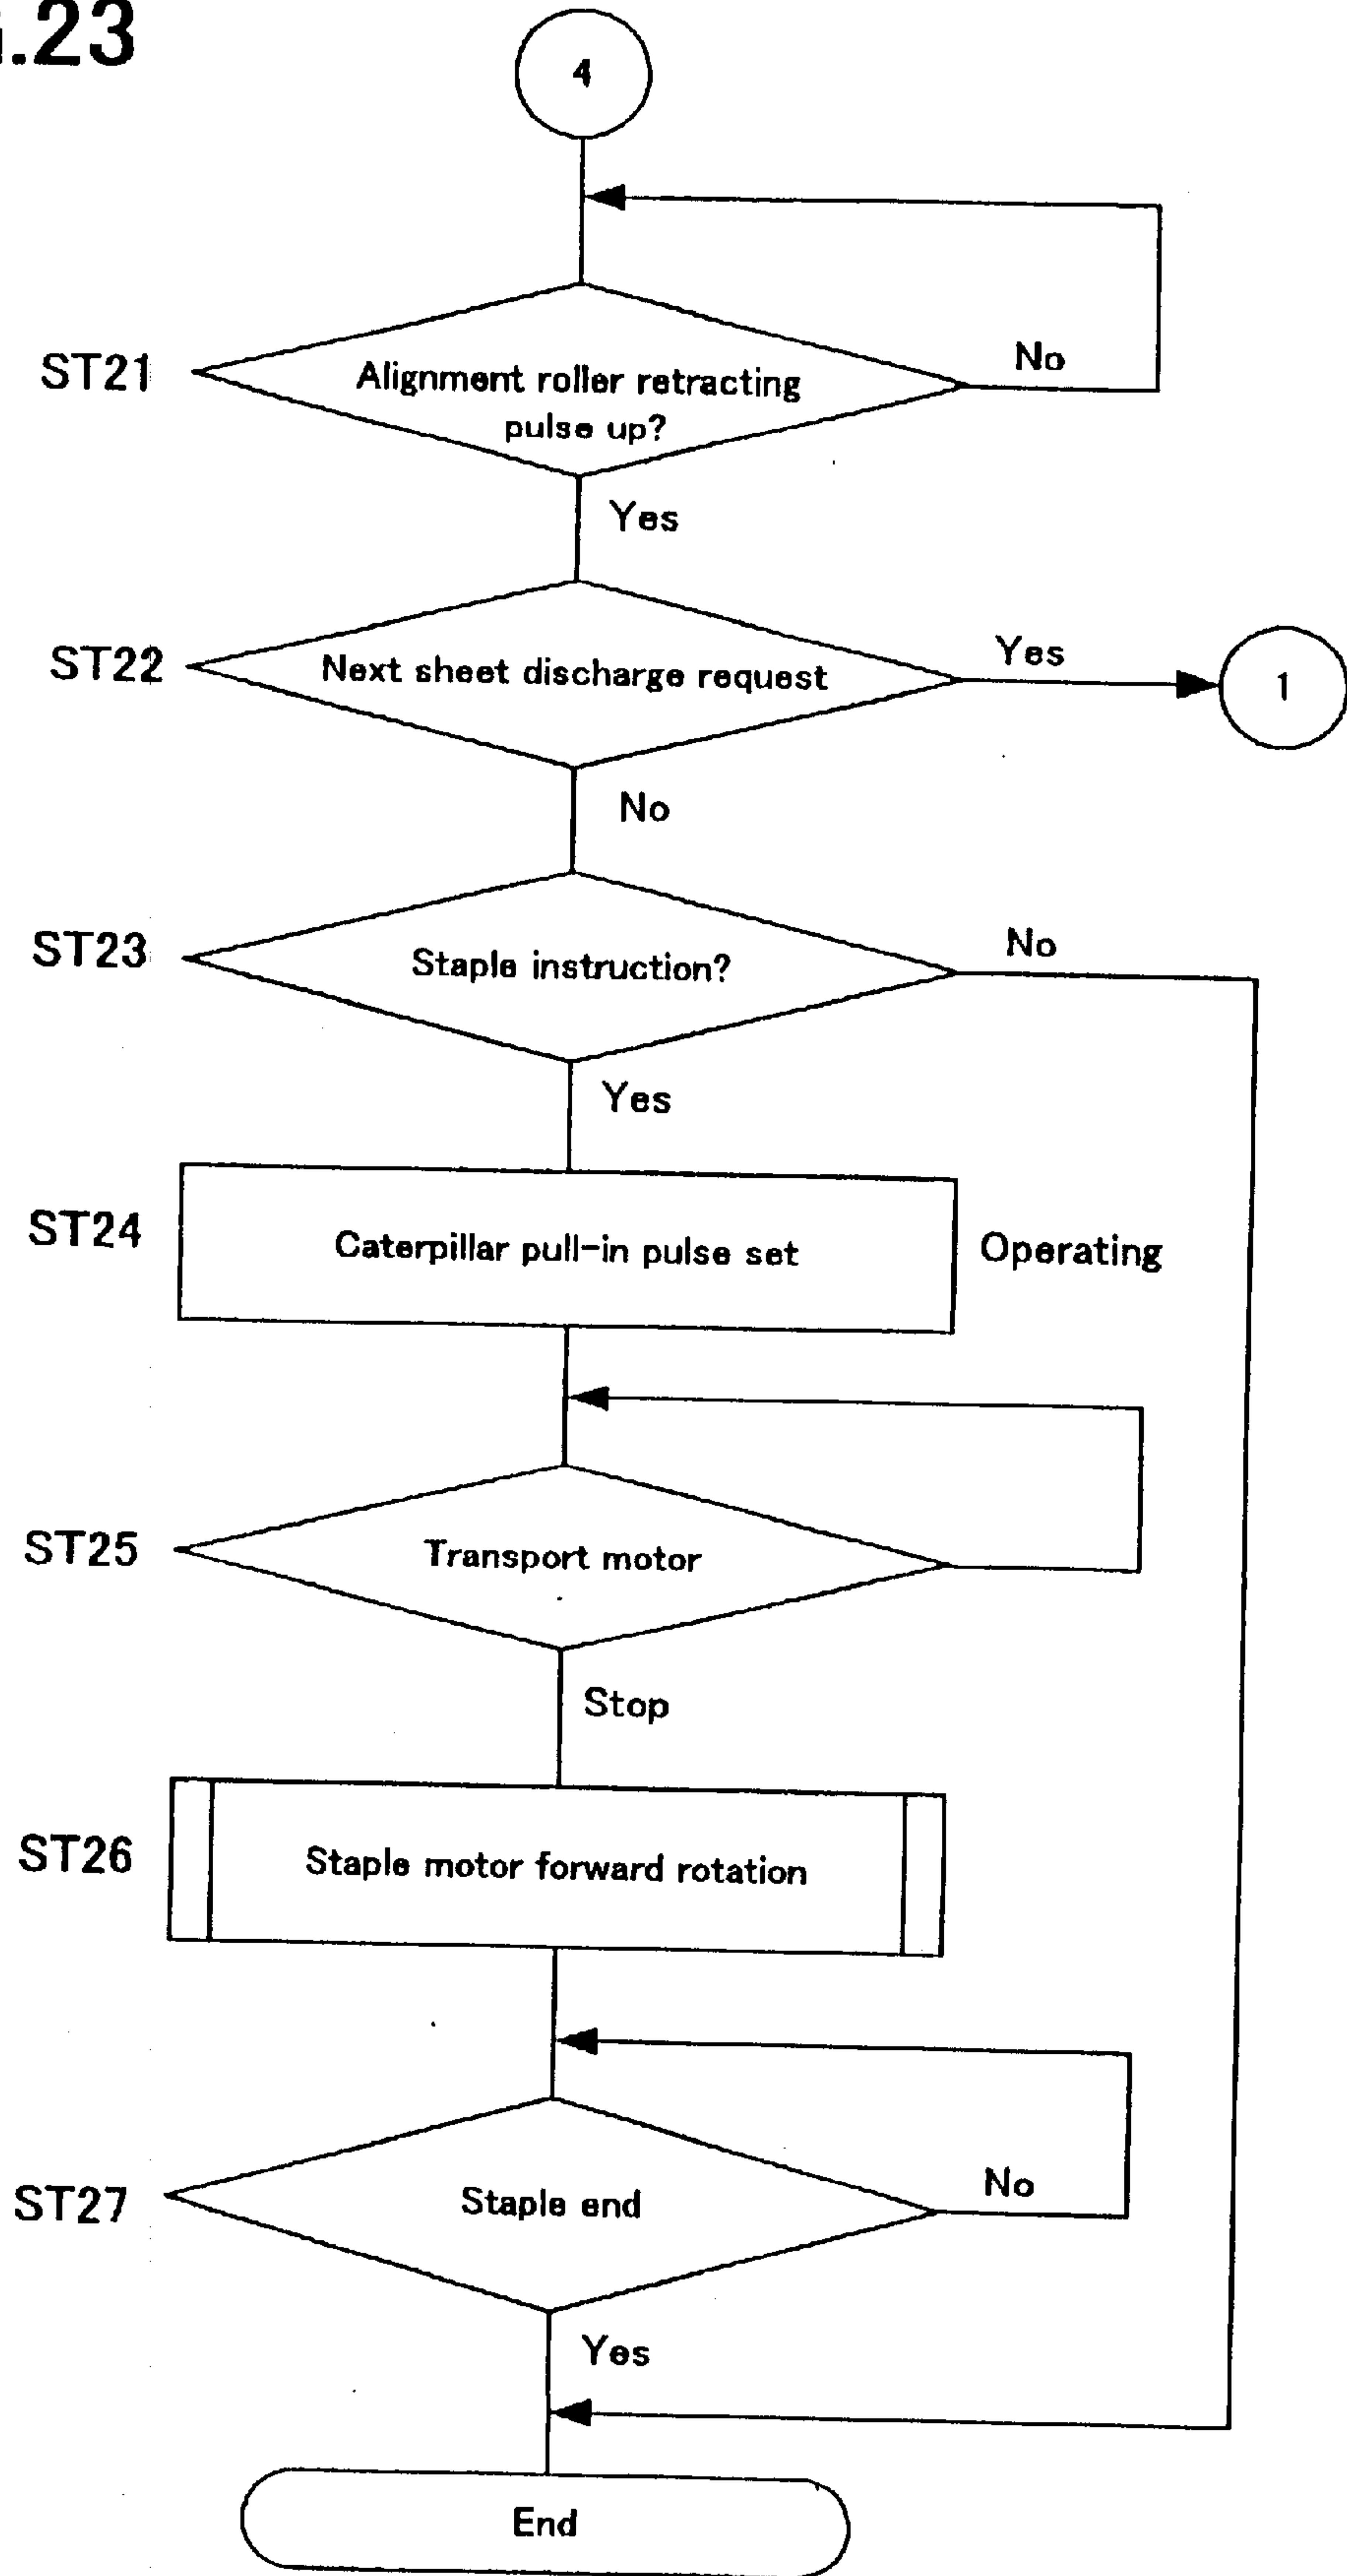 .23
4
No
ST21
Alignment roller retracting
pulse up?
Yes
ST22
Next sheet discharge request
Yes
1
No
ST23
Staple instruction?
No
Yes
ST24
Caterpillar pull-in pulse set
Operating
ST25
Transport motor
Stop
ST26
Staple motor forward rotation
ST27
Staple end
No
Yes
End